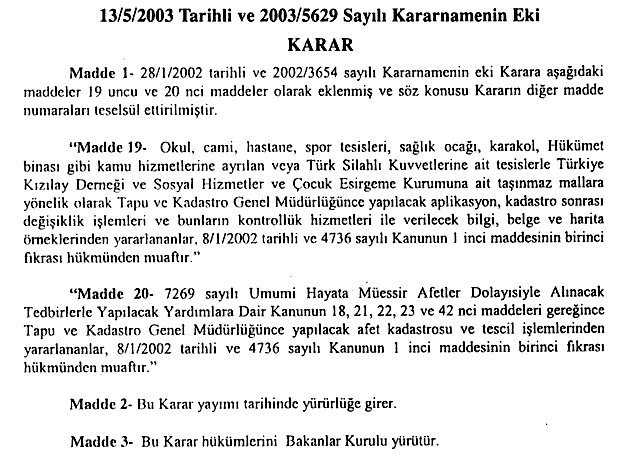 13/5/2003 Tarihli ve 2003/5629 Sayılı Kararnamenin Eki
KARAR
Madde 1- 28/1/2002 tarihli ve 2002/3654 sayılı Kararnamenin eki Karara aşağıdaki
maddeler 19 uncu ve 20 nci maddeler olarak eklenmiş ve söz konusu Kararın diğer madde
numaraları teselsül ettirilmiştir.
"Madde 19- Okul, cami, hastane, spor tesisleri, sağlık ocağı, karakol, Hükümet
binası gibi kamu hizmetlerine ayrılan veya Türk Silahlı Kuvvetlerine ait tesislerle Türkiye
Kızılay Derneği ve Sosyal Hizmetler ve Çocuk Esirgeme Kurumuna ait taşınmaz mallara
yönelik olarak Tapu ve Kadastro Genel Müdürlüğünce yapılacak aplikasyon, kadastro sonrası
değişiklik işlemleri ve bunların kontrollük hizmetleri ile verilecek bilgi, belge ve harita
örneklerinden yararlananlar, 8/1/2002 tarihli ve 4736 sayılı Kanunun 1 inci maddesinin birinci
fıkrası hükmünden muaftır."
"Madde 20- 7269 sayılı Umumi Hayata Müessir Afetler Dolayısiyle Alınacak
Tedbirlerle Yapılacak Yardımlara Dair Kanunun 18, 21, 22, 23 ve 42 nci maddeleri gereğince
Tapu ve Kadastro Genel Müdürlüğünce yapılacak afet kadastrosu ve tescil işlemlerinden
yararlananlar, 8/1/2002 tarihli ve 4736 sayılı Kanunun 1 inci maddesinin birinci fıkrası
hükmünden muaftır."
Madde 2- Bu Karar yayımı tarihinde yürürlüğe girer.
Madde 3- Bu Karar hükümlerini Bakanlar Kurulu yürütür.